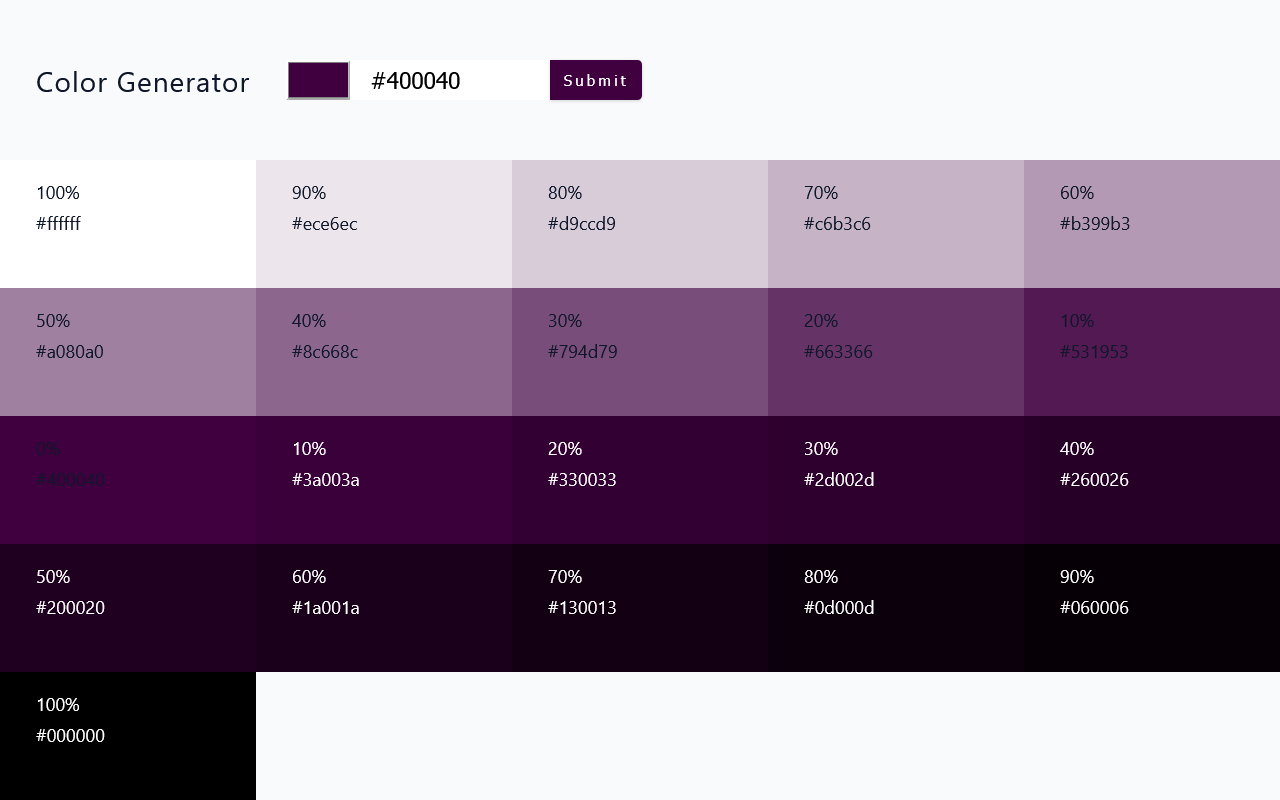 Color Generator
#400040
Submit
100%
#ffffff
90%
#ece6ec
80%
#d9ccd9
70%
#c6b3c6
60%
#b399b3
50%
#a080a0
40%
#8c668c
30%
#794d79
20%
#663366
10%
#531953
0%
#400040
10%
#3a003a
20%
#330033
30%
#2d002d
40%
#260026
50%
#200020
60%
#1a001a
70%
#130013
80%
#0d000d
90%
#060006
100%
#000000